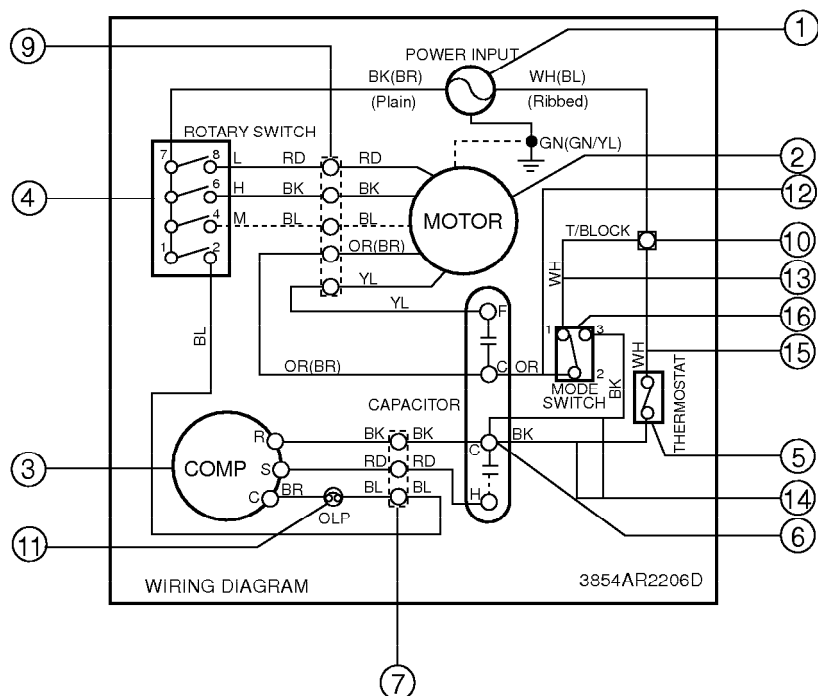 9
1
POWER INPUT
BK(BR)
WH(BL)
(Plain)
(Ribbed)
ROTARY SWITCH
GN(GN/YL)
2
7
8
L
RD
RD
12
4
6
H
BK
BK
MOTOR
T/BLOCK
10
4
M
BL
BL
1
2
OR(BR)
WH
13
YL
YL
F
16
1
3
BL
WH
15
OR(BR)
C
OR
2
BK
MODE
SWITCH
THERMOSTAT
CAPACITOR
R
BK
BK
C
BK
5
3
COMP
S
RD
RD
C
BR
BL
BL
H
14
11
OLP
6
WIRING DIAGRAM
3854AR2206D
7